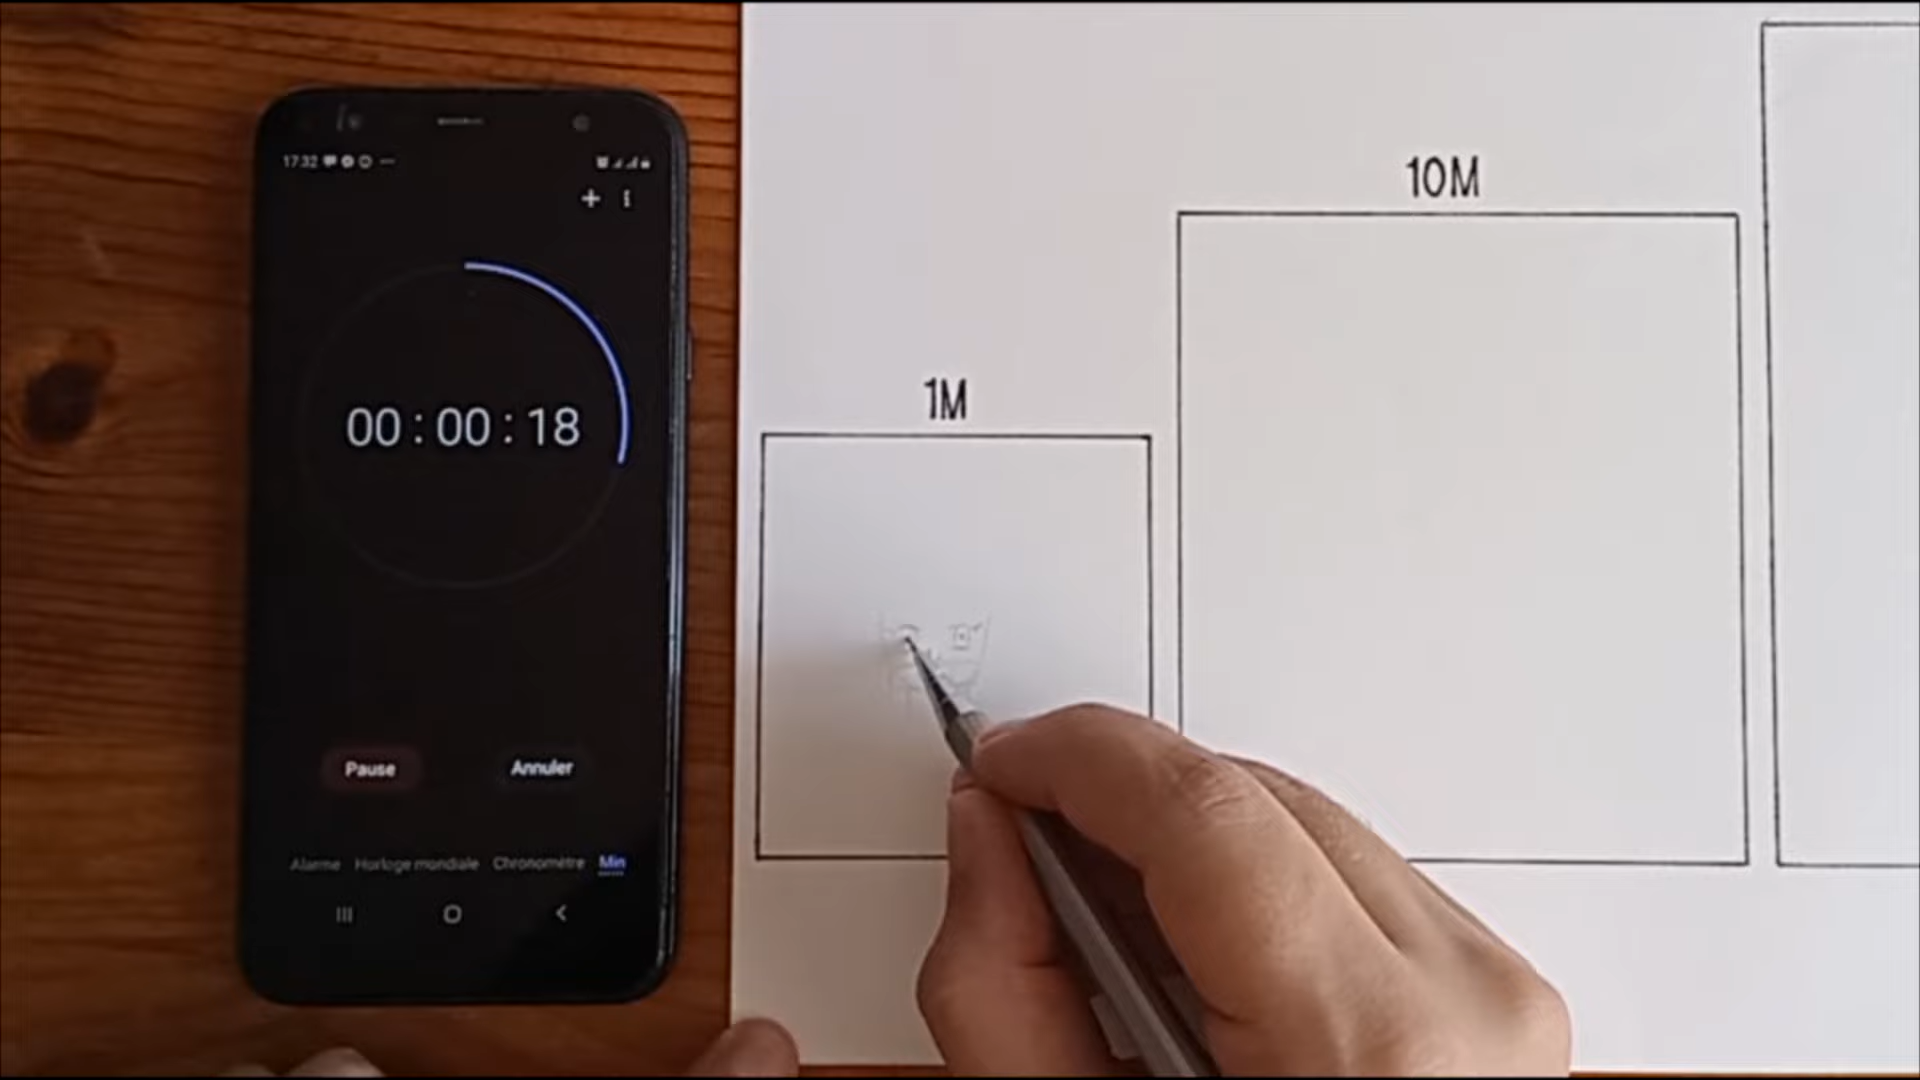 17:32
00:00:18
Pause Annuler
Alarme Horloge mondiale Chronomètre Min
1M
10M